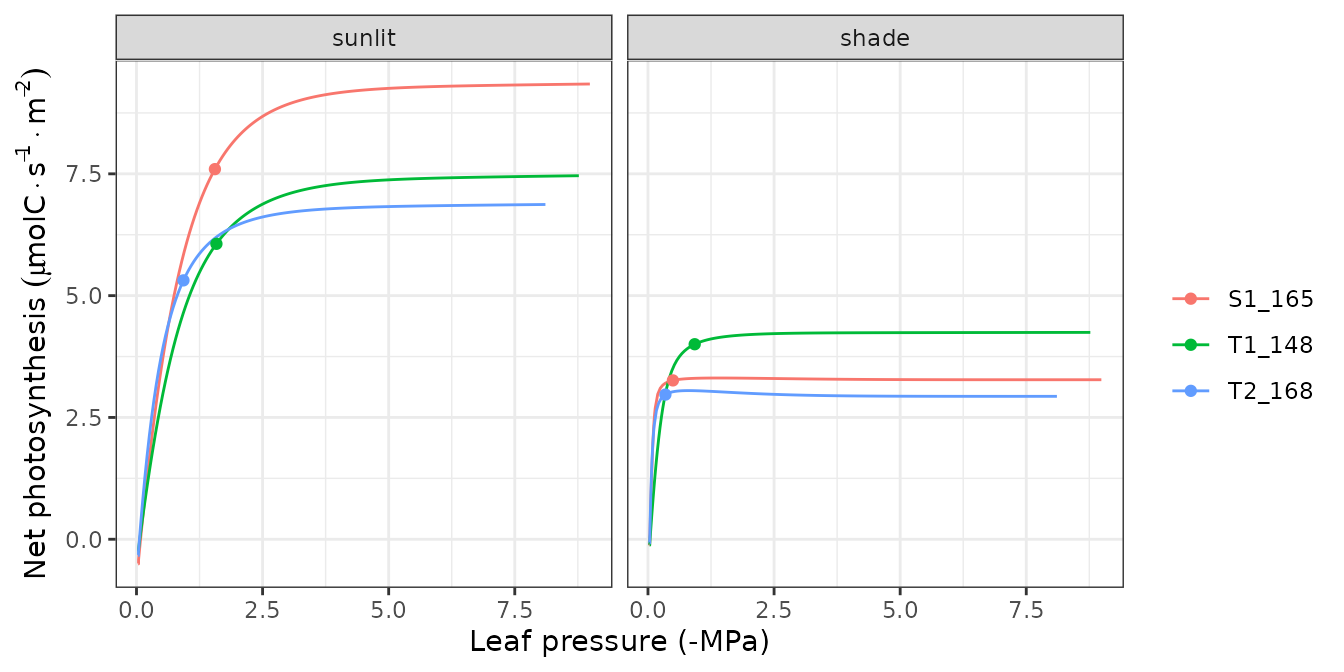 sunlit
shade
Net photosynthesis (μmolC·s⁻¹·m⁻²)
7.5
5.0
2.5
0.0
0.0
2.5
5.0
7.5
0.0
2.5
5.0
7.5
Leaf pressure (-MPa)
S1_165
T1_148
T2_168